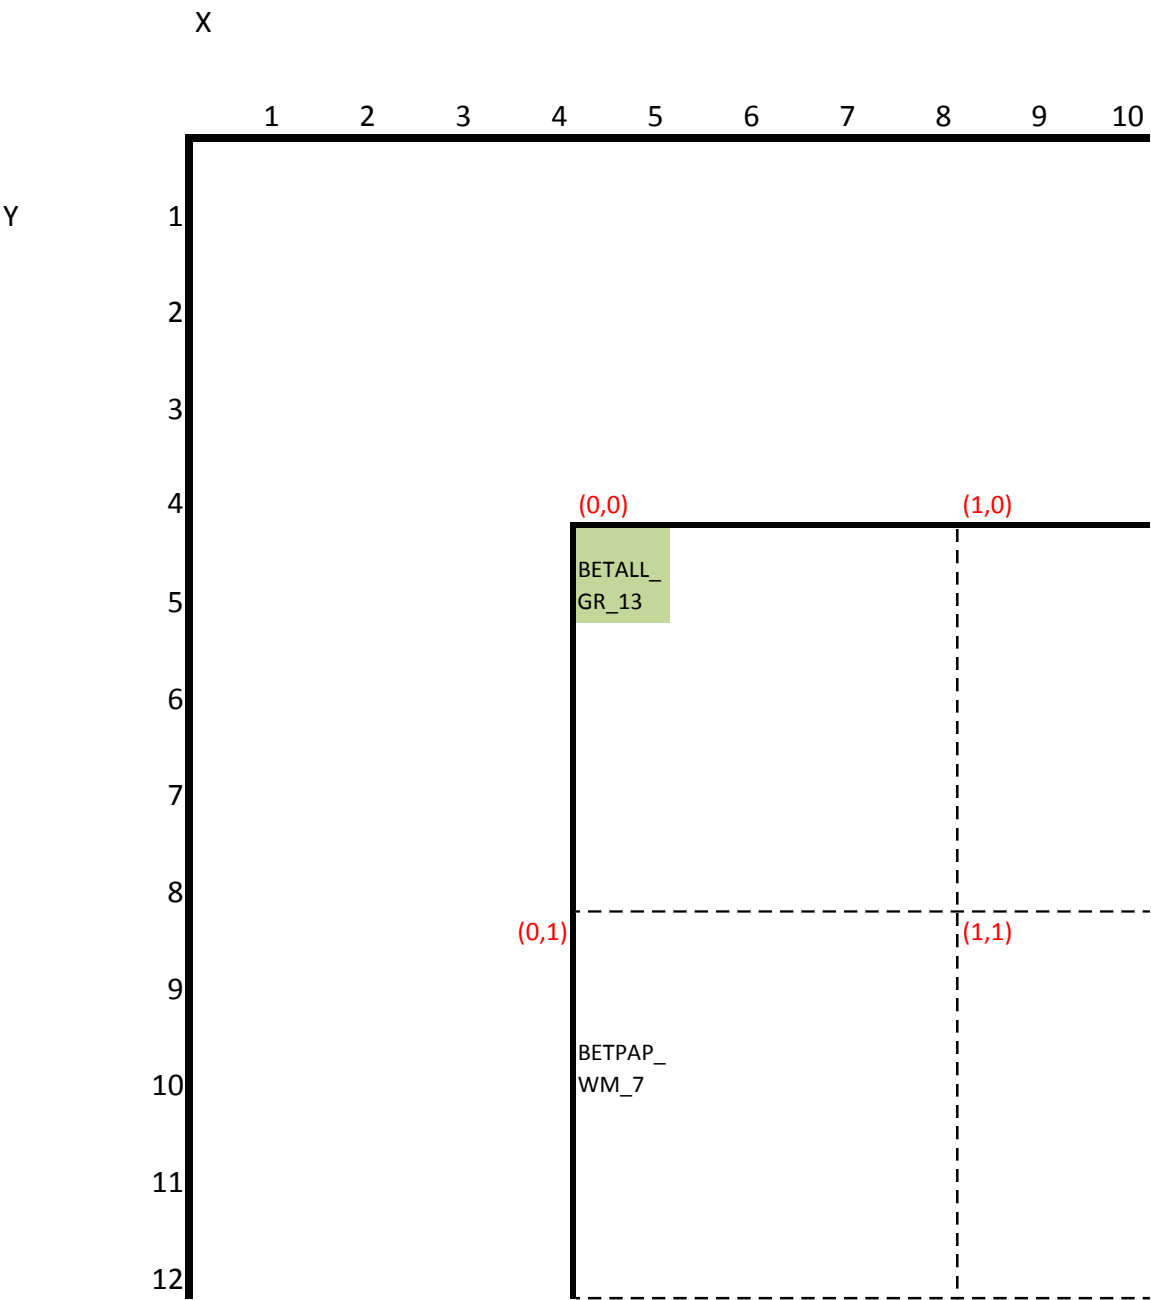 X
1 2 3 4 5 6 7 8 9 10
Y 1
2
3
4 (0,0) (1,0)
BETALL_
5 GR_13
6
7
8
(0,1) (1,1)
9
BETPAP_
10 WM_7
11
12